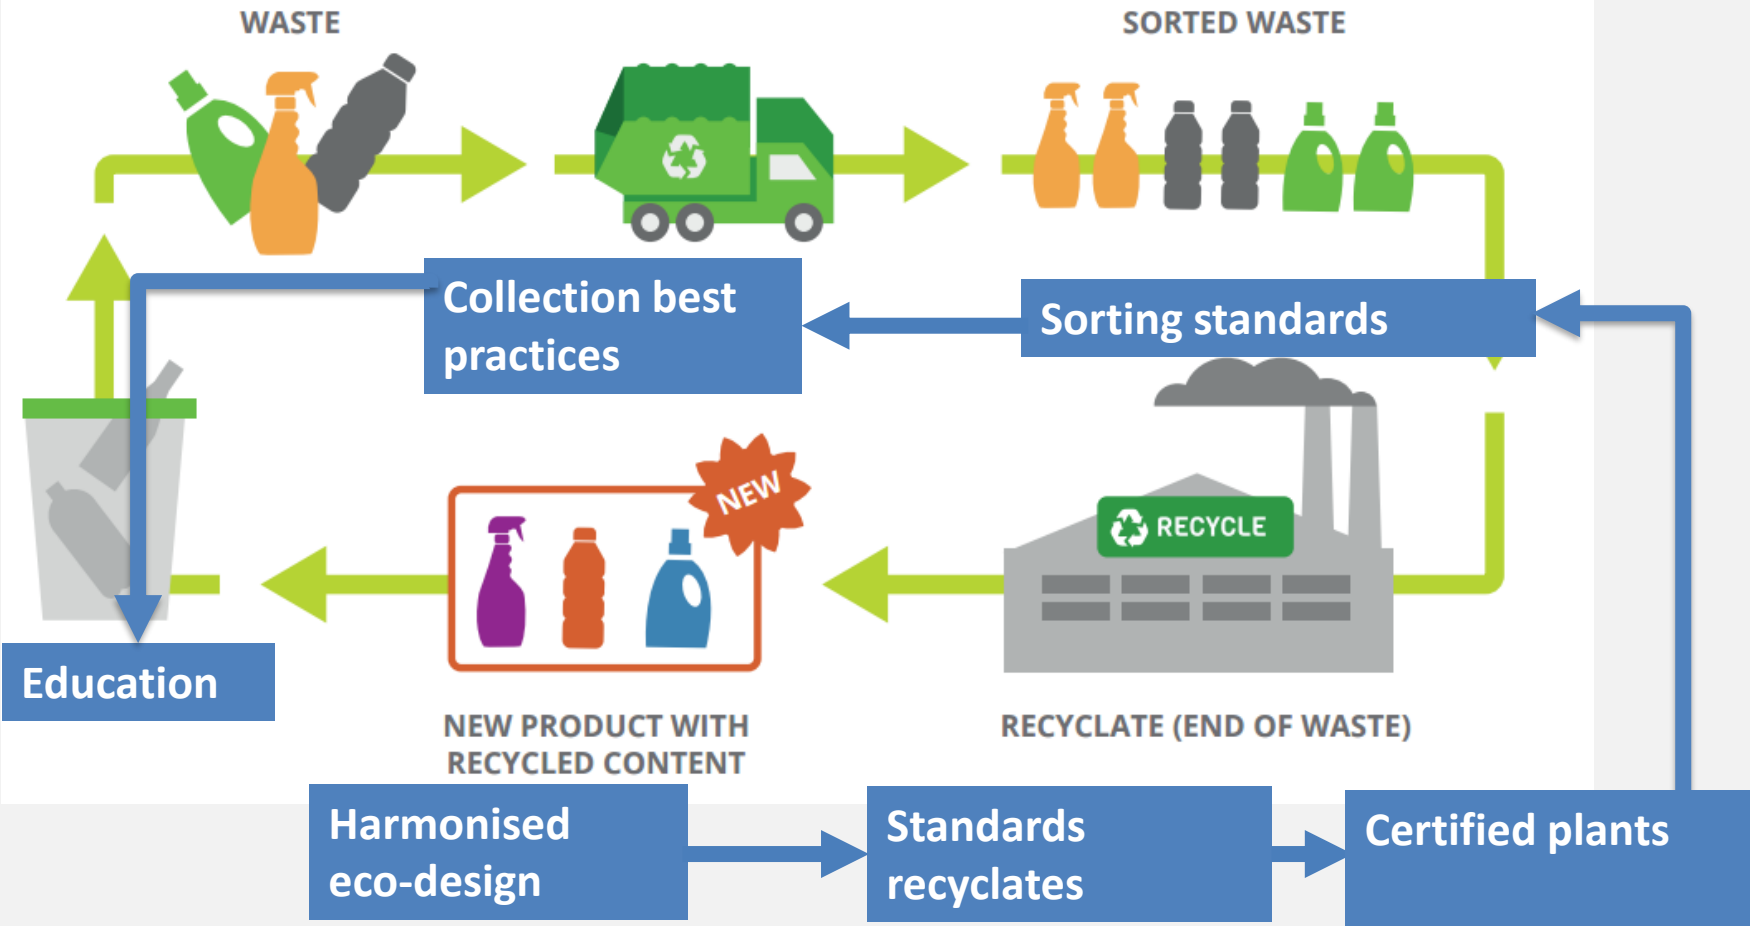 WASTE
SORTED WASTE
Collection best
practices
Sorting standards
NEW
RECYCLE
Education
NEW PRODUCT WITH
RECYCLED CONTENT
RECYCLATE (END OF WASTE)
Harmonised
eco-design
Standards
recyclates
Certified plants